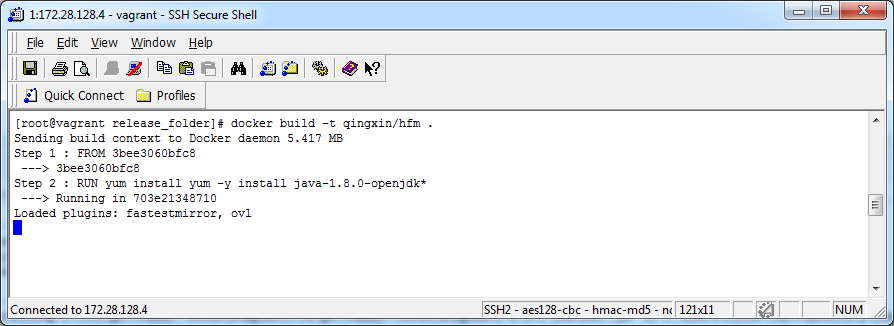 1:172.28.128.4 - vagrant - SSH Secure Shell
File Edit View Window Help
Quick Connect Profiles
[root@vagrant release_folder]# docker build -t qingxin/hfm .
Sending build context to Docker daemon 5.417 MB
Step 1 : FROM 3bee3060bfc8
---> 3bee3060bfc8
Step 2 : RUN yum install yum -y install java-1.8.0-openjdk*
---> Running in 703e21348710
Loaded plugins: fastestmirror, ovl
Connected to 172.28.128.4 SSH2 - aes128-cbc - hmac-md5 - nc 121x11 NUM